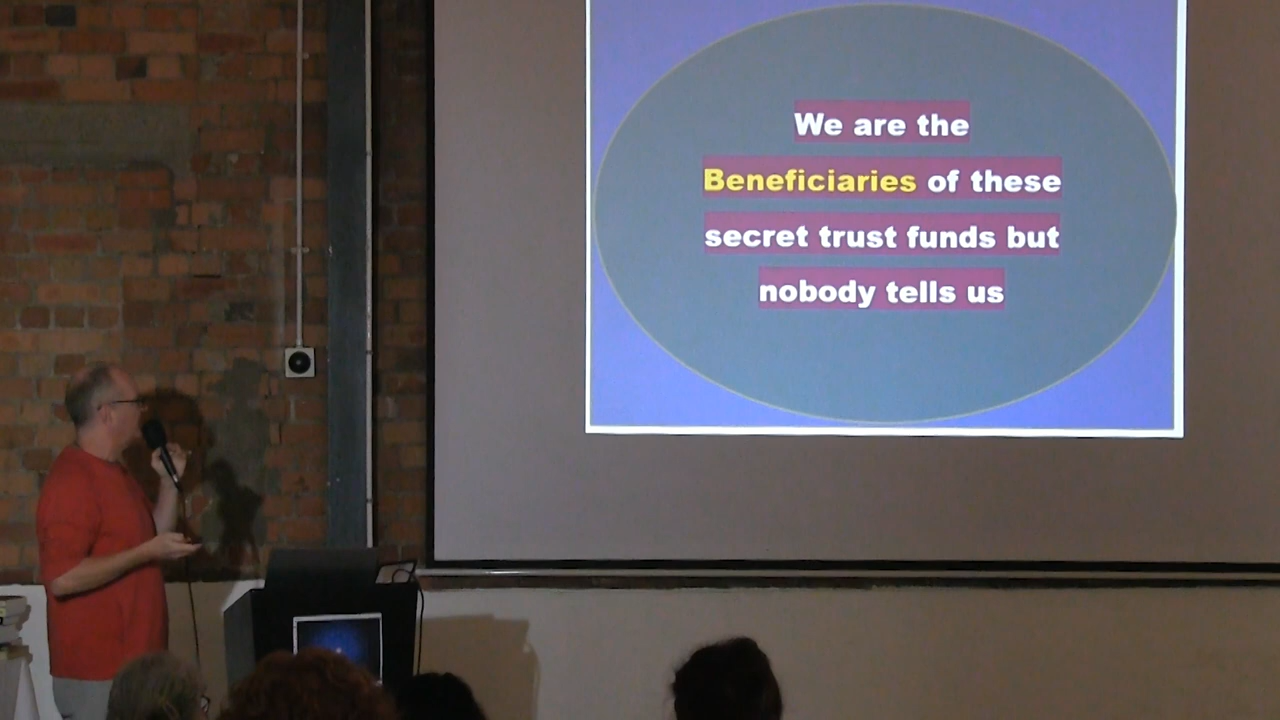 We are the
Beneficiaries of these
secret trust funds but
nobody tells us